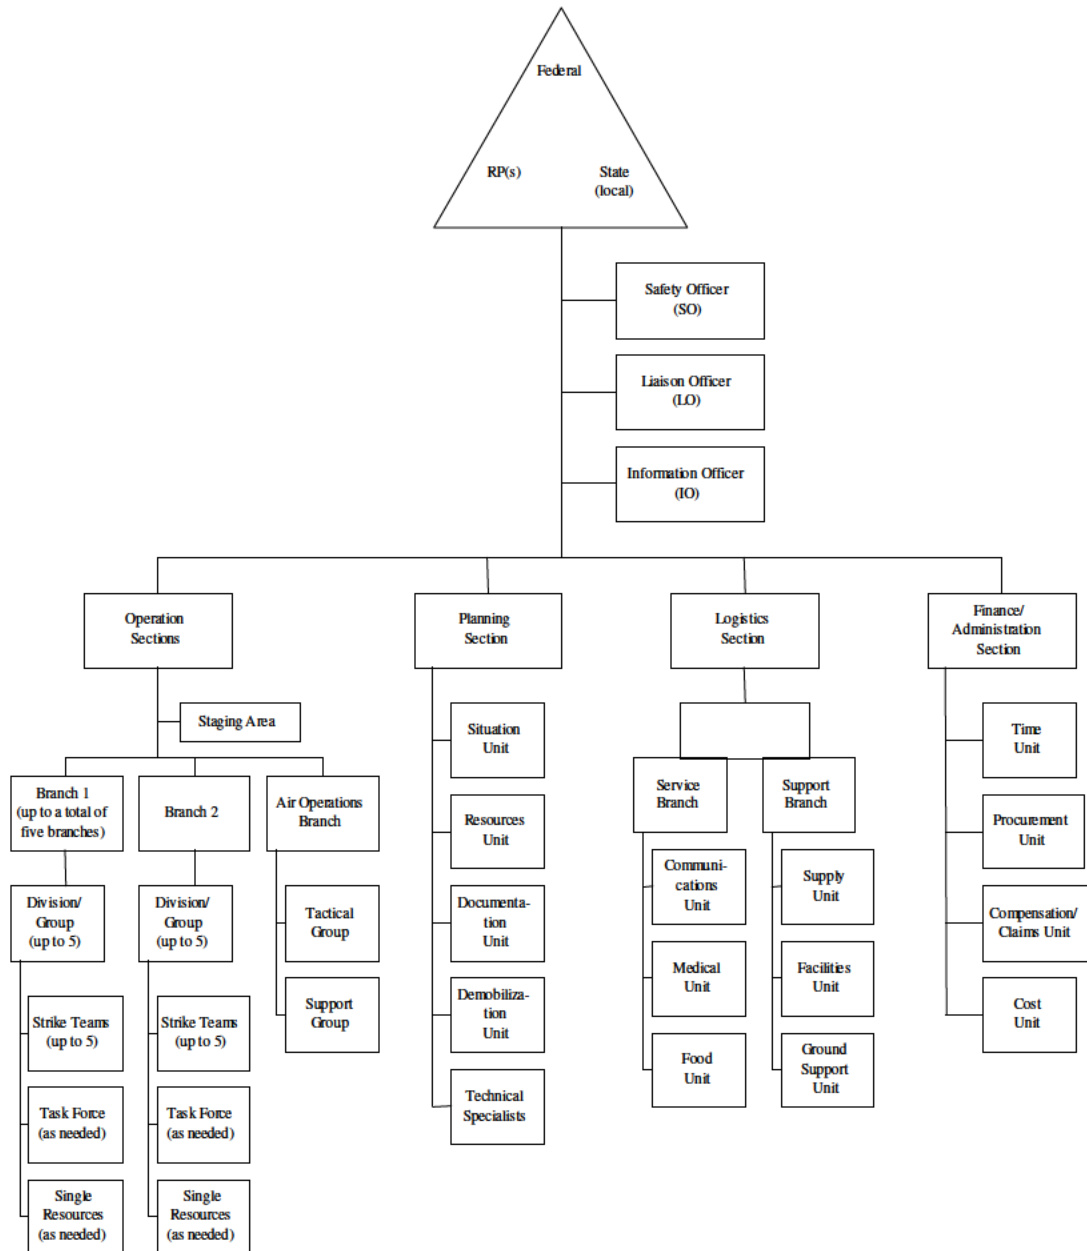 Federal
RP(s)
State
(local)
Safety Officer
(SO)
Liaison Officer
(LO)
Information Officer
(IO)
Operation
Sections
Planning
Section
Logistics
Section
Finance/
Administration
Section
Staging Area
Branch 1
(up to a total of
five branches)
Branch 2
Air Operations
Branch
Division/
Group
(up to 5)
Division/
Group
(up to 5)
Tactical
Group
Support
Group
Strike Teams
(up to 5)
Strike Teams
(up to 5)
Task Force
(as needed)
Task Force
(as needed)
Single
Resources
(as needed)
Single
Resources
(as needed)
Situation
Unit
Resources
Unit
Documenta-
tion
Unit
Demobiliza-
tion
Unit
Technical
Specialists
Service
Branch
Support
Branch
Communi-
cations
Unit
Medical
Unit
Food
Unit
Supply
Unit
Facilities
Unit
Ground
Support
Unit
Time
Unit
Procurement
Unit
Compensation/
Claims Unit
Cost
Unit